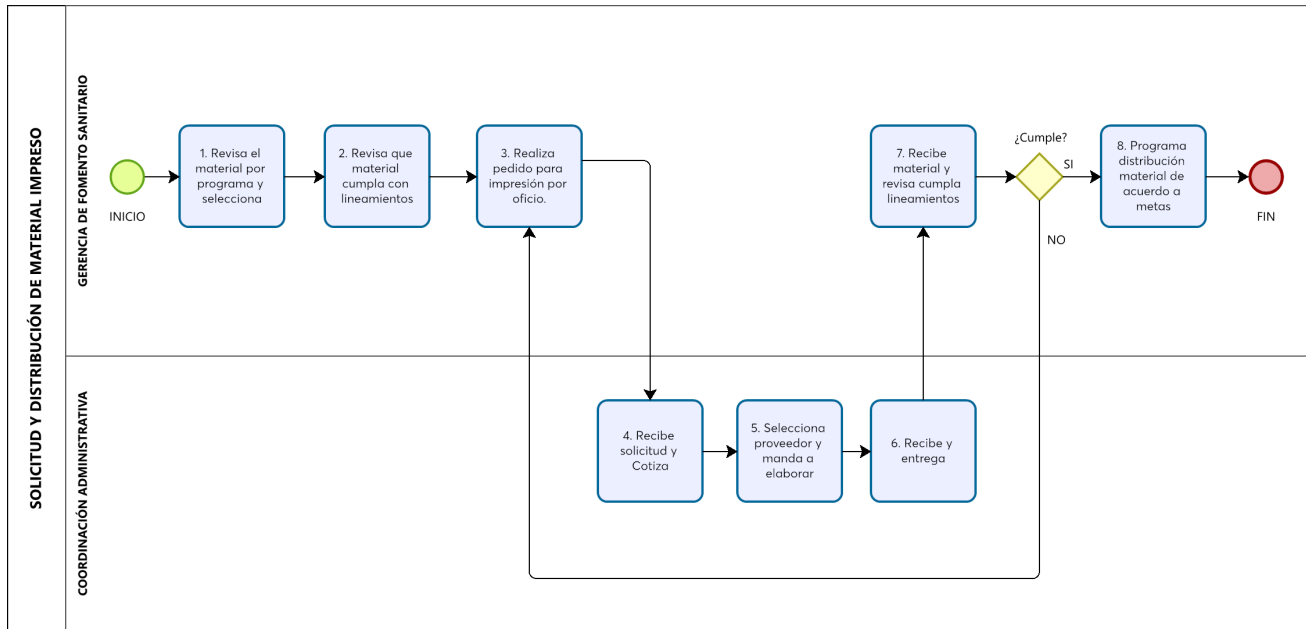 SOLICITUD Y DISTRIBUCIÓN DE MATERIAL IMPRESO
GERENCIA DE FOMENTO SANITARIO
INICIO
1. Revisa el
material por
programa y
selecciona
2. Revisa que
material
cumpla con
lineamientos
3. Realiza
pedido para
impresión por
oficio.
7. Recibe
material y
revisa cumpla
lineamientos
¿Cumple?
SI
NO
8. Programa
distribución
material de
acuerdo a
metas
FIN
COORDINACIÓN ADMINISTRATIVA
4. Recibe
solicitud y
Cotiza
5. Selecciona
proveedor y
manda a
elaborar
6. Recibe y
entrega